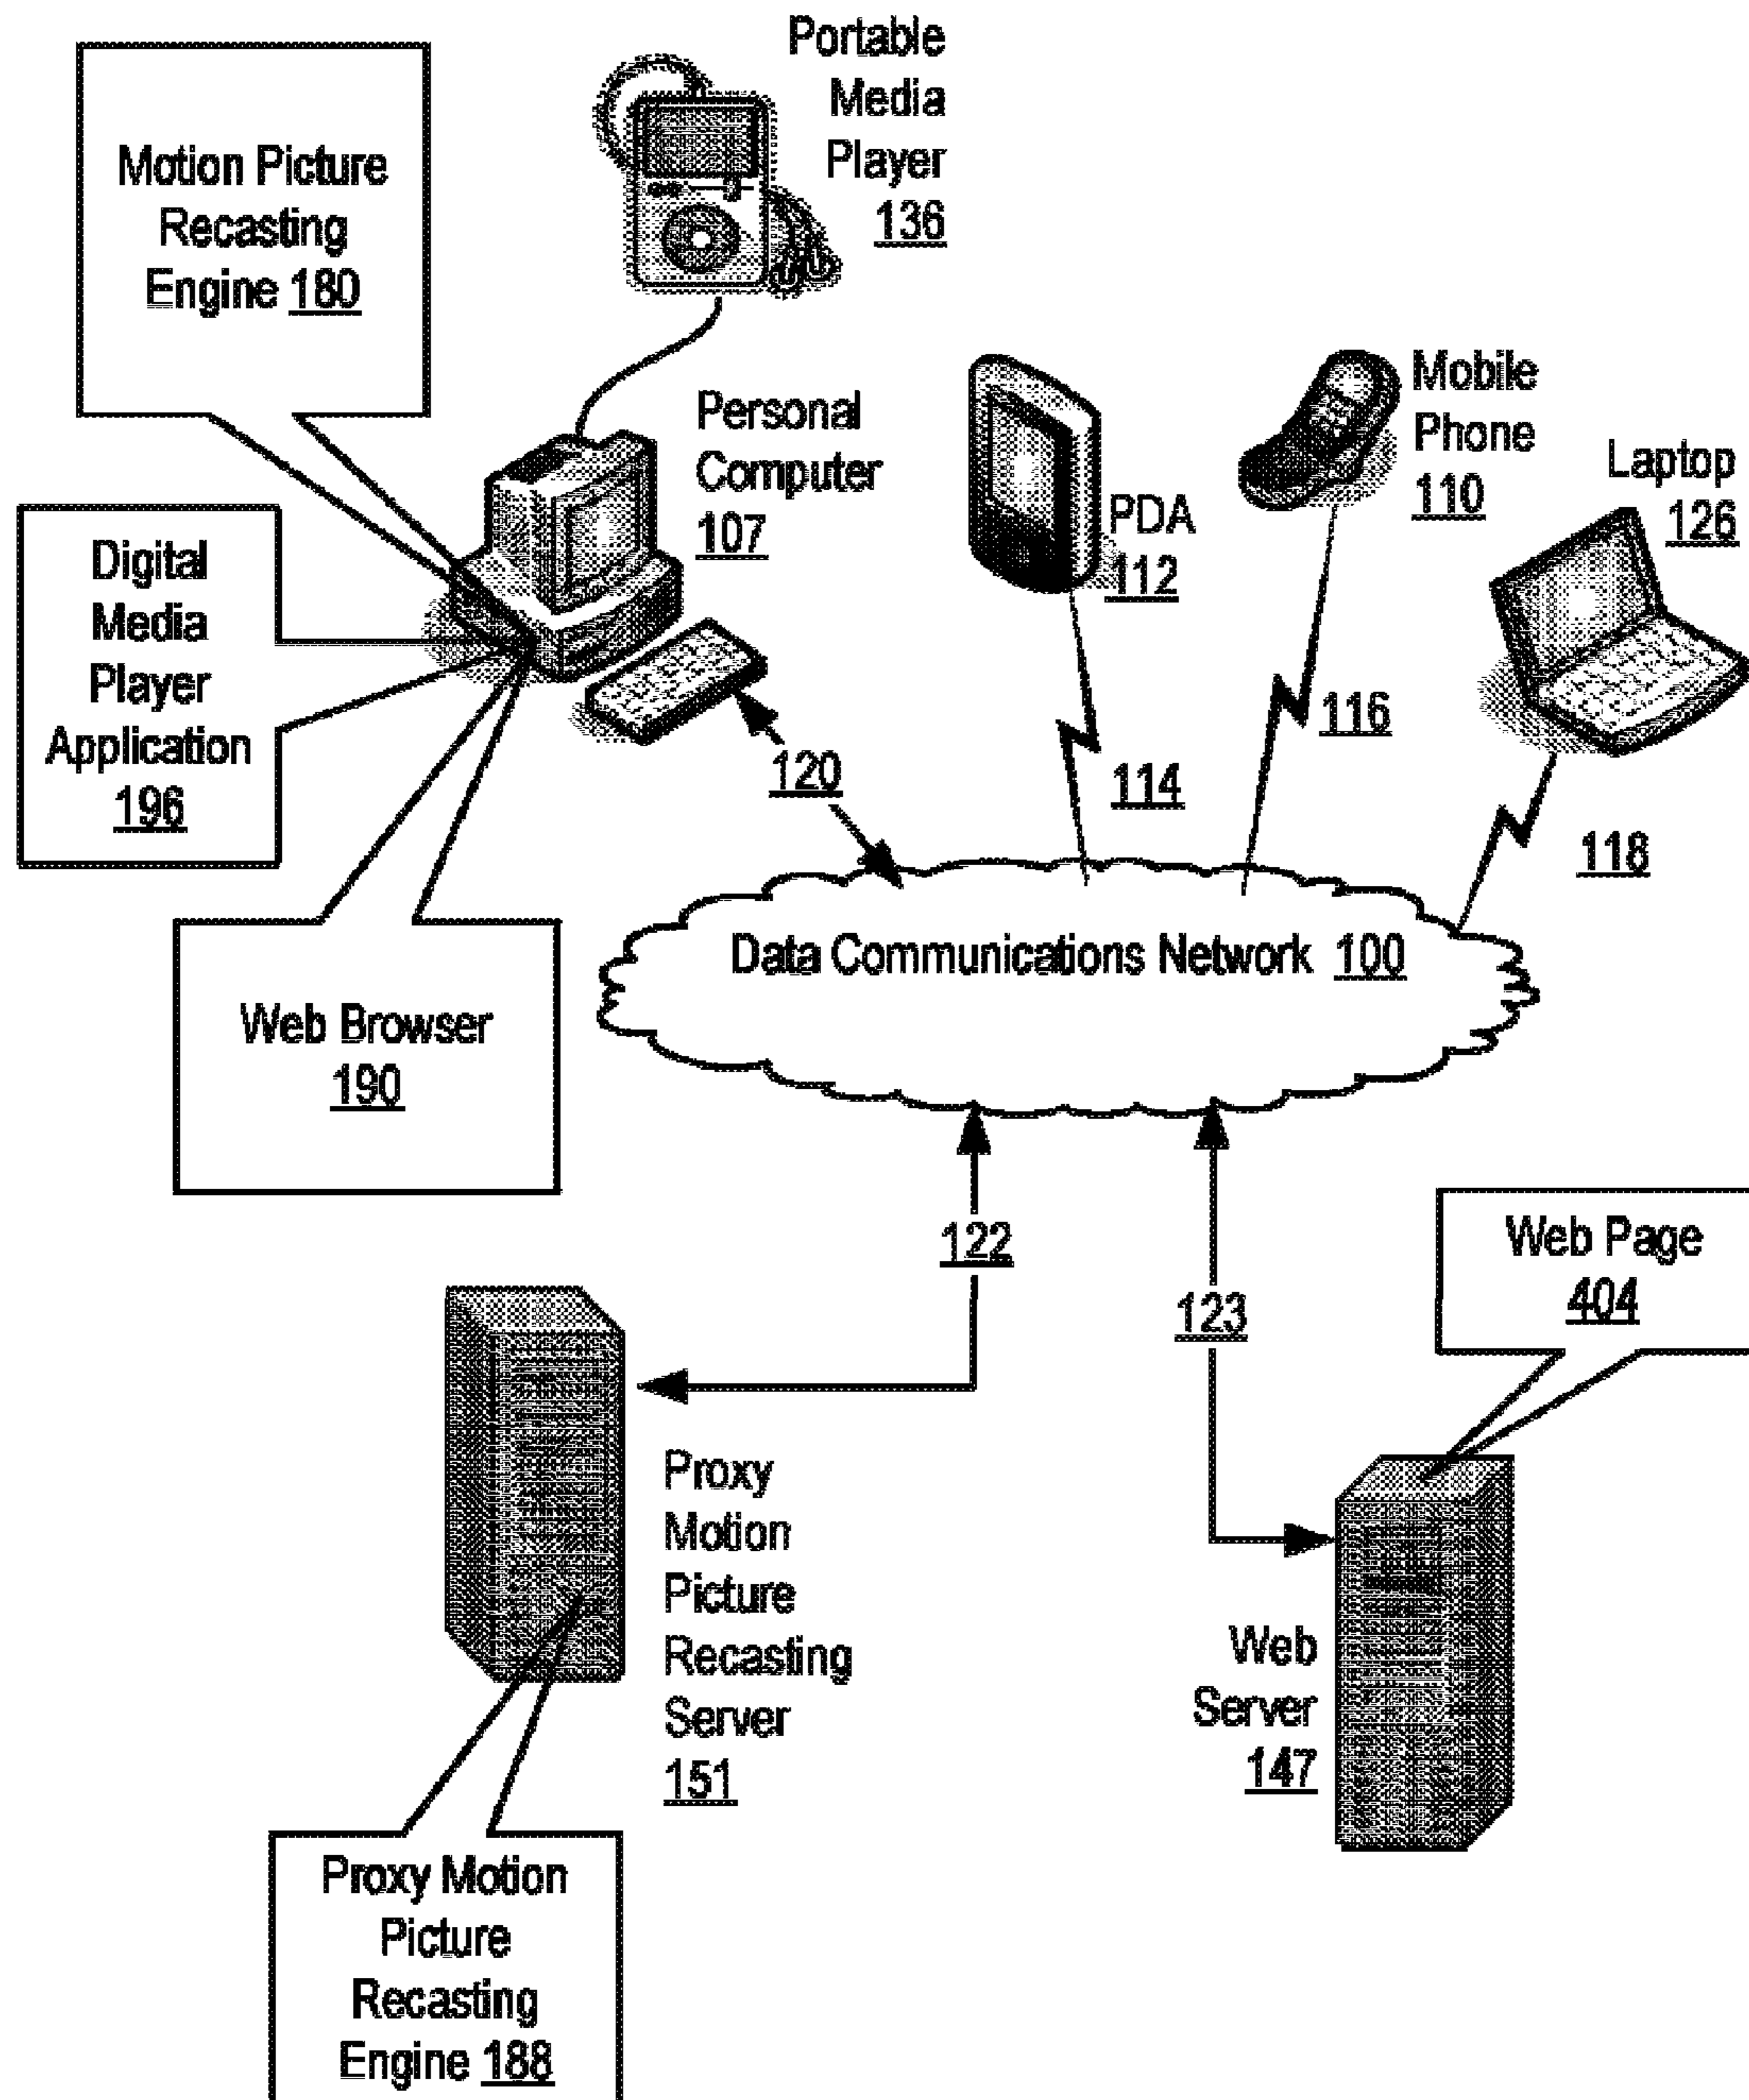 Portable
Media
Player
136
Motion Picture
Recasting
Engine 180
Personal
Computer
107
Mobile
Phone
110
Laptop
126
PDA
112
Digital
Media
Player
Application
196
120
114
116
118
Data Communications Network 100
Web Browser
190
122
123
Web Page
404
Proxy
Motion
Picture
Recasting
Server
151
Web
Server
147
Proxy Motion
Picture
Recasting
Engine 188